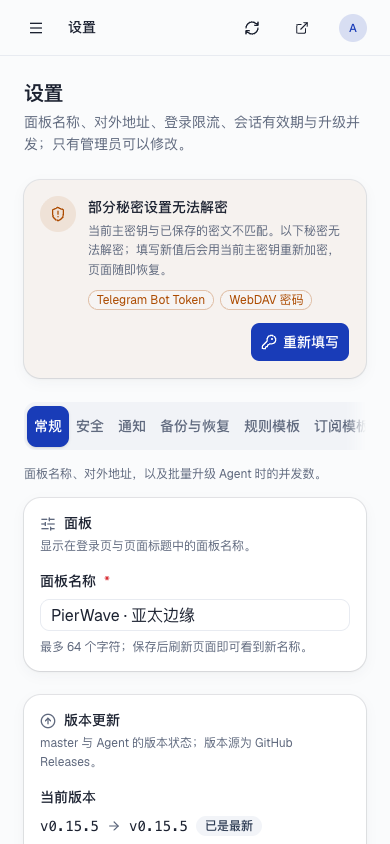 设置
A
设置
面板名称、对外地址、登录限流、会话有效期与升级并
发；只有管理员可以修改。
部分秘密设置无法解密
当前主密钥与已保存的密文不匹配。以下秘密无
法解密；填写新值后会用当前主密钥重新加密，
页面随即恢复。
Telegram Bot Token WebDAV 密码
重新填写
常规 安全 通知 备份与恢复 规则模板 订阅模板
面板名称、对外地址，以及批量升级 Agent 时的并发数。
面板
显示在登录页与页面标题中的面板名称。
面板名称 *
PierWave · 亚太边缘
最多 64 个字符；保存后刷新页面即可看到新名称。
版本更新
master 与 Agent 的版本状态；版本源为 GitHub
Releases。
当前版本
v0.15.5 → v0.15.5 已是最新